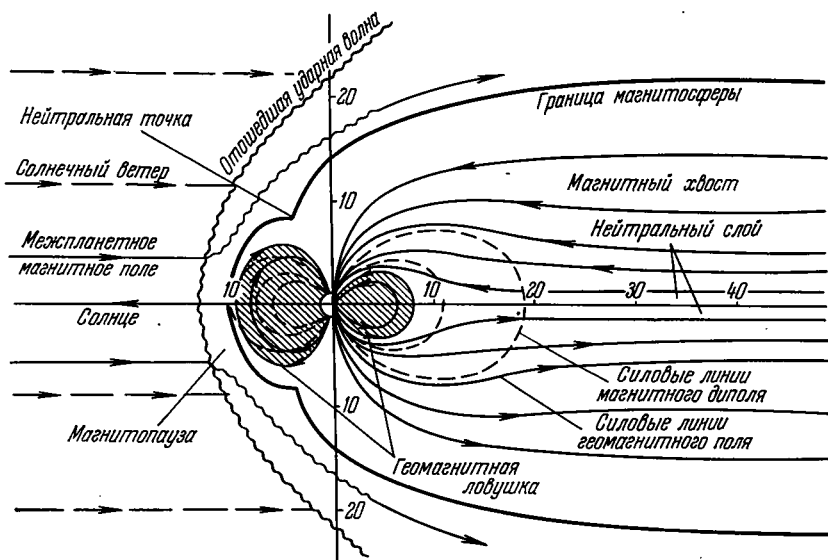 Отошедшая ударная волна
20
Граница магнитосферы
Нейтральная точка
Солнечный ветер
10
Магнитный хвост
Нейтральный слой
Межпланетное
магнитное поле
10
10
20
30
40
Солнце
Силовые линии
магнитного диполя
Магнитопауза
10
Силовые линии
геомагнитного поля
Геомагнитная
ловушка
20